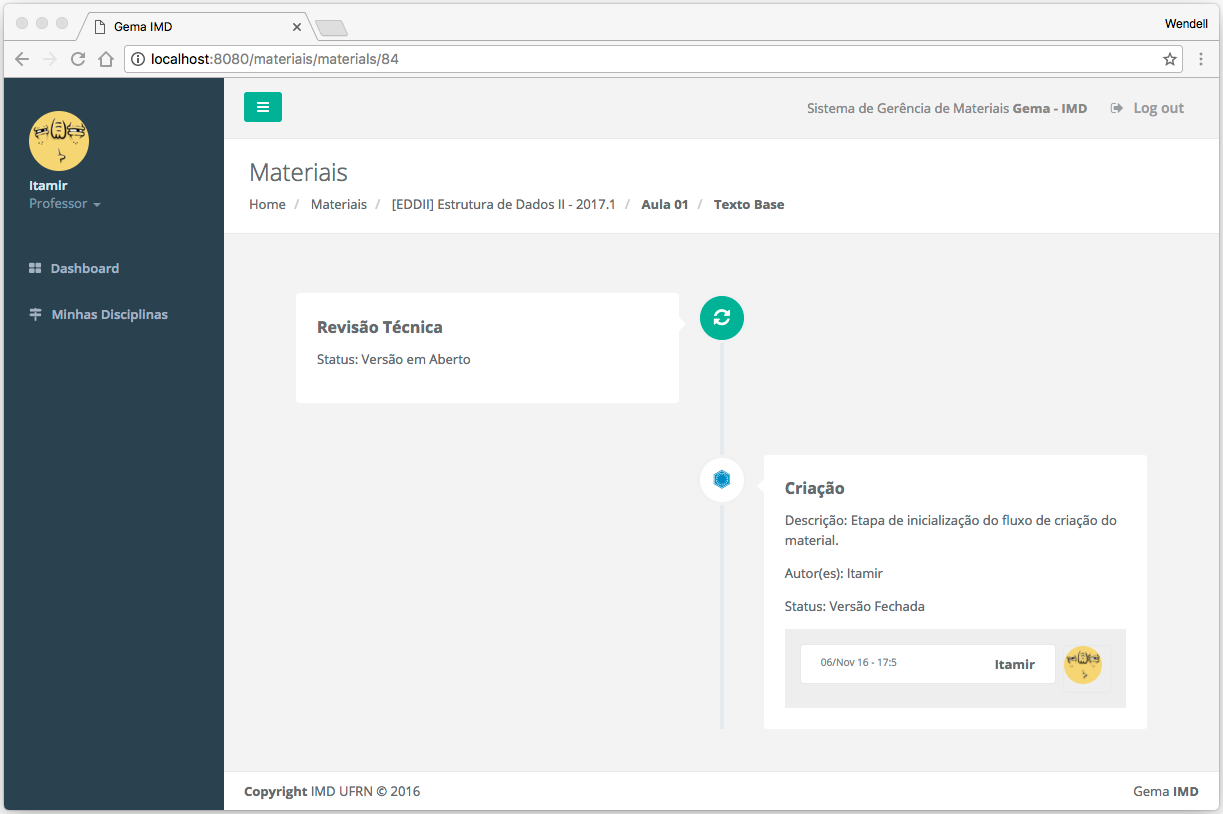 Gema IMD
Wendell
localhost:8080/materiais/materials/84
Itamir
Professor
Dashboard
Minhas Disciplinas
Sistema de Gerência de Materiais Gema - IMD
Log out
Materiais
Home / Materiais / [EDDII] Estrutura de Dados II - 2017.1 / Aula 01 / Texto Base
Revisão Técnica
Status: Versão em Aberto
Criação
Descrição: Etapa de inicialização do fluxo de criação do
material.
Autor(es): Itamir
Status: Versão Fechada
06/Nov 16 - 17:5
Itamir
Copyright IMD UFRN © 2016
Gema IMD